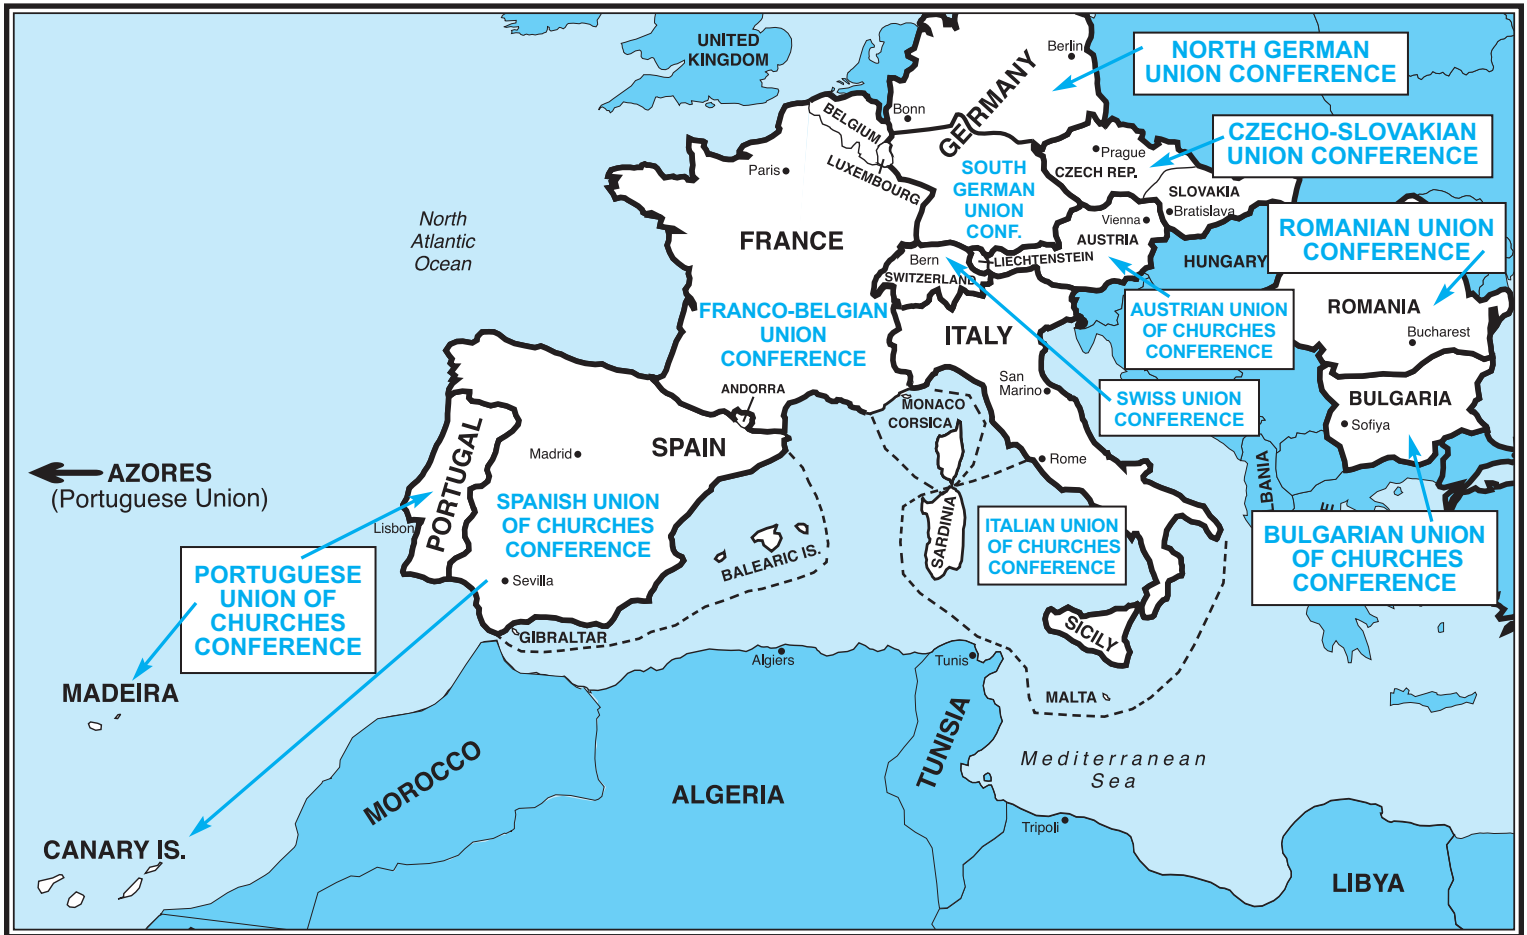 UNITED
KINGDOM
Berlin
NORTH GERMAN
UNION CONFERENCE
GERMANY
Bonn
BELGIUM
LUXEMBOURG
CZECHO-SLOVAKIAN
UNION CONFERENCE
Prague
CZECH REP.
SLOVAKIA
Bratislava
Paris
SOUTH
GERMAN
UNION
CONF.
Vienna
AUSTRIA
North
Atlantic
Ocean
FRANCE
Bern
SWITZERLAND
LIECHTENSTEIN
HUNGARY
ROMANIAN UNION
CONFERENCE
ROMANIA
Bucharest
FRANCO-BELGIAN
UNION
CONFERENCE
ITALY
AUSTRIAN UNION
OF CHURCHES
CONFERENCE
ANDORRA
San
Marino
MONACO
CORSICA
SWISS UNION
CONFERENCE
BULGARIA
Sofiya
PORTUGAL
Madrid
SPAIN
Rome
AZORES
(Portuguese Union)
Lisbon
SPANISH UNION
OF CHURCHES
CONFERENCE
SARDINIA
ITALIAN UNION
OF CHURCHES
CONFERENCE
LBANIA
E
BULGARIAN UNION
OF CHURCHES
CONFERENCE
BALEARIC IS.
PORTUGUESE
UNION OF
CHURCHES
CONFERENCE
Sevilla
GIBRALTAR
SICILY
Algiers
Tunis
MADEIRA
MALTA
MOROCCO
ALGERIA
TUNISIA
Mediterranean
Sea
Tripoli
CANARY IS.
LIBYA